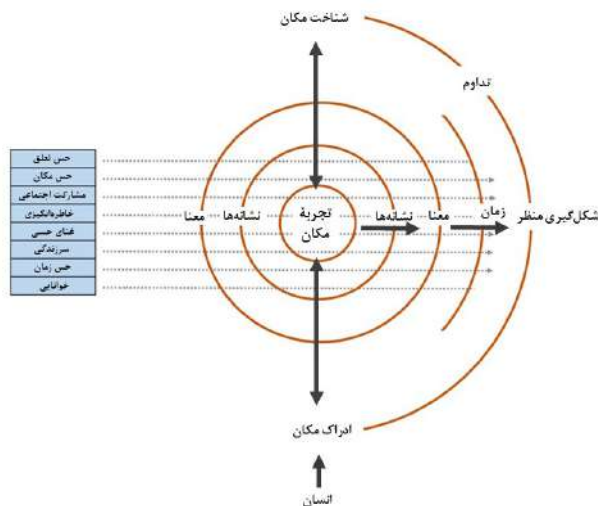 شناخت مکان
تداوم
حس تعلق
حس مکان
مشارکت اجتماعی
خاطره‌انگیزی
غنای حسی
سرزندگی
حس زمان
خوانایی
شکل‌گیری منظر
زمان
معنا
نشانه‌ها
تجربهٔ
مکان
نشانه‌ها
معنا
ادراک مکان
انسان